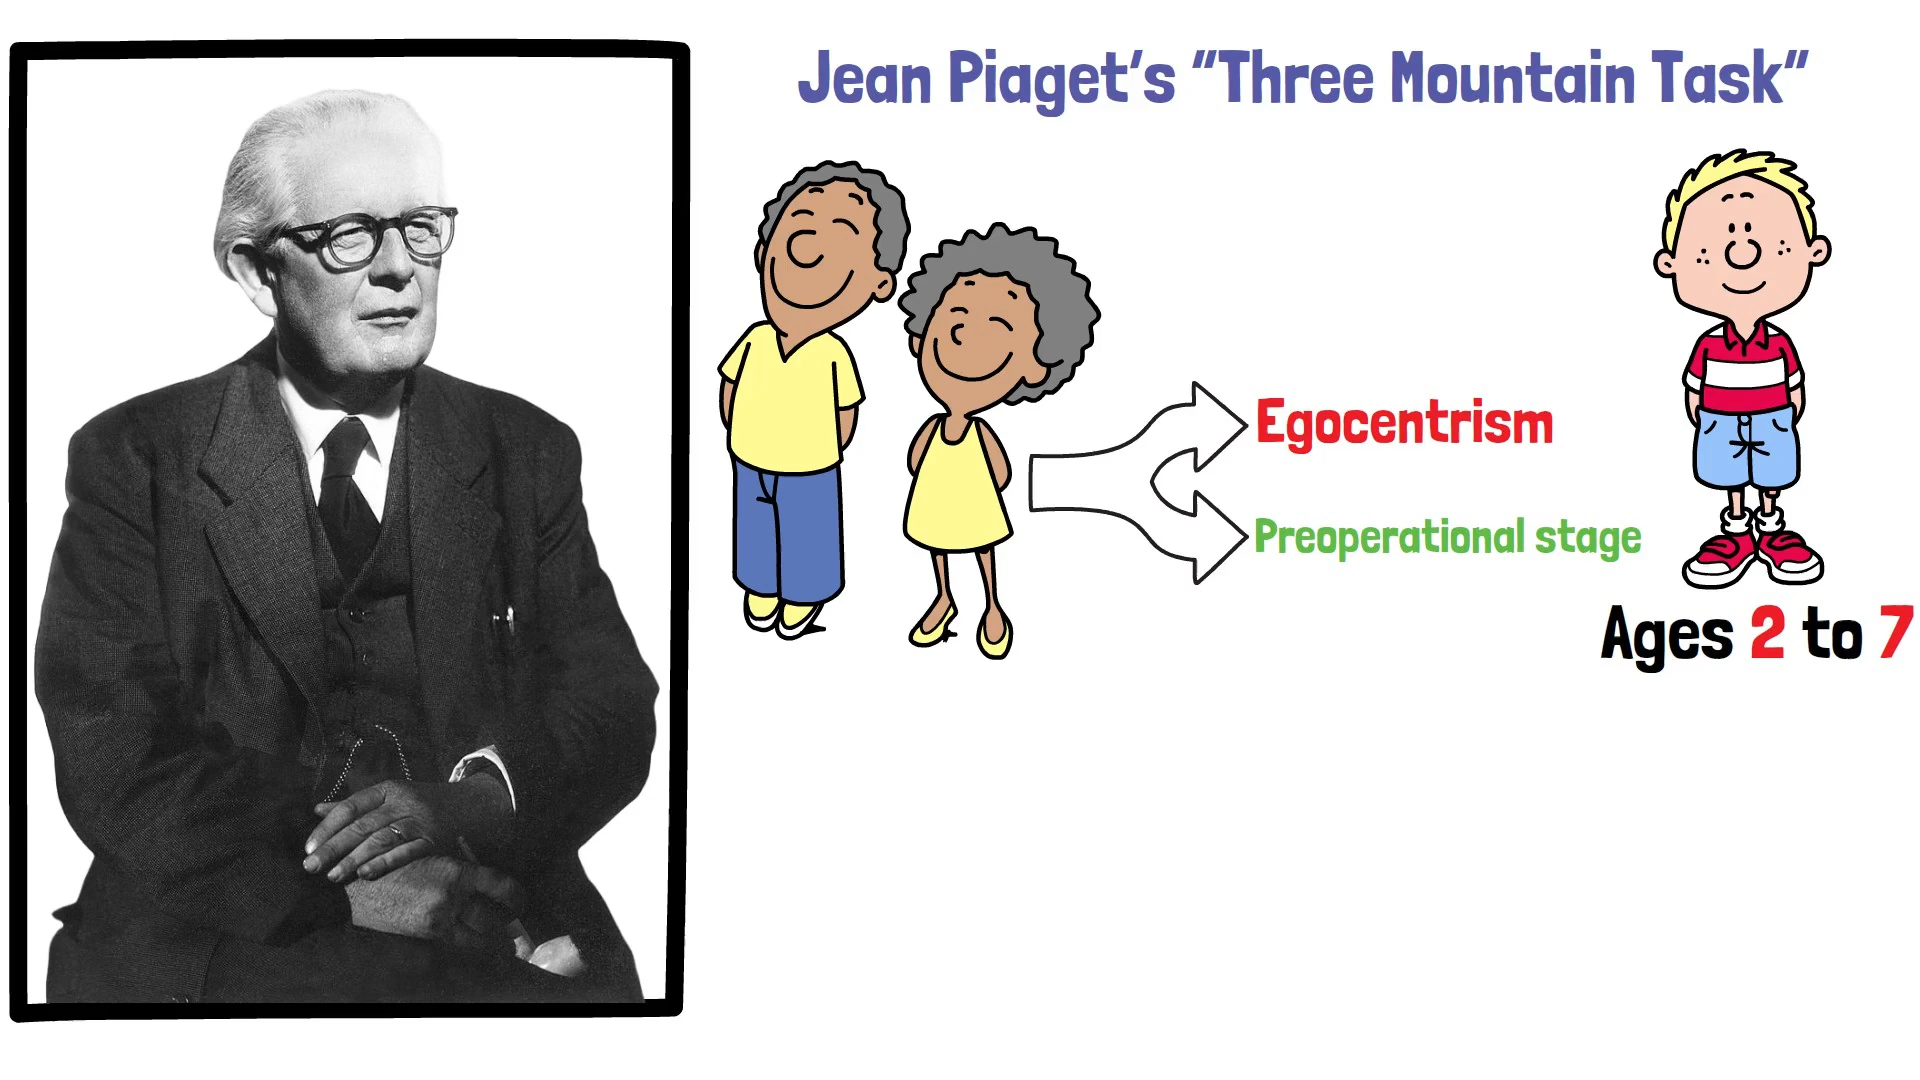 Jean Piaget's "Three Mountain Task"
Egocentrism
Preoperational stage
Ages 2 to 7